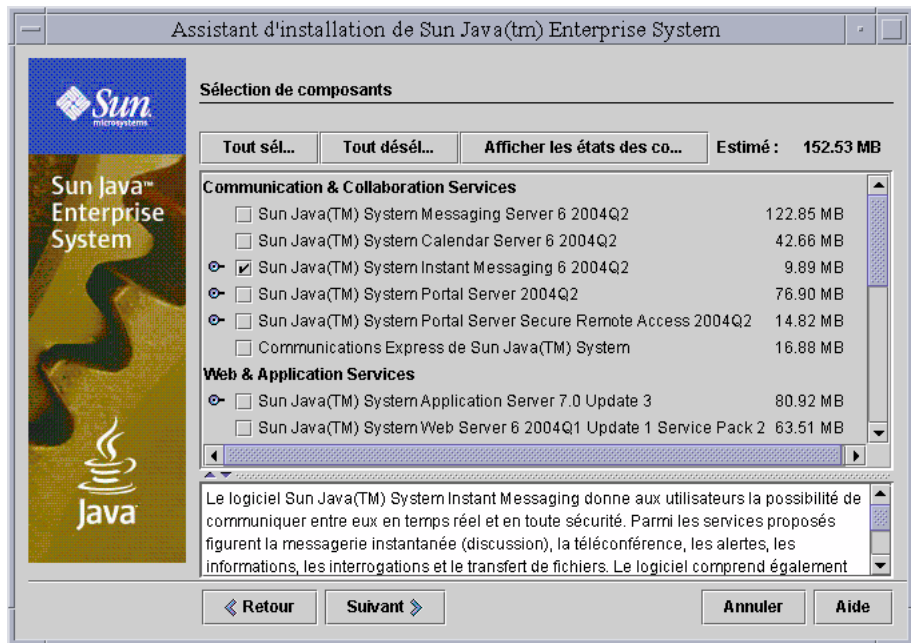 Assistant d'installation de Sun Java(tm) Enterprise System
Sun
microsystems
Sun Java™
Enterprise
System
Java
Sélection de composants
Tout sél... Tout désél... Afficher les états des co... Estimé : 152.53 MB
Communication & Collaboration Services
Sun Java(TM) System Messaging Server 6 2004Q2 122.85 MB
Sun Java(TM) System Calendar Server 6 2004Q2 42.66 MB
Sun Java(TM) System Instant Messaging 6 2004Q2 9.89 MB
Sun Java(TM) System Portal Server 2004Q2 76.90 MB
Sun Java(TM) System Portal Server Secure Remote Access 2004Q2 14.82 MB
Communications Express de Sun Java(TM) System 16.88 MB
Web & Application Services
Sun Java(TM) System Application Server 7.0 Update 3 80.92 MB
Sun Java(TM) System Web Server 6 2004Q1 Update 1 Service Pack 2 63.51 MB
Le logiciel Sun Java(TM) System Instant Messaging donne aux utilisateurs la possibilité de
communiquer entre eux en temps réel et en toute sécurité. Parmi les services proposés
figurent la messagerie instantanée (discussion), la téléconférence, les alertes, les
informations, les interrogations et le transfert de fichiers. Le logiciel comprend également
Retour Suivant Annuler Aide